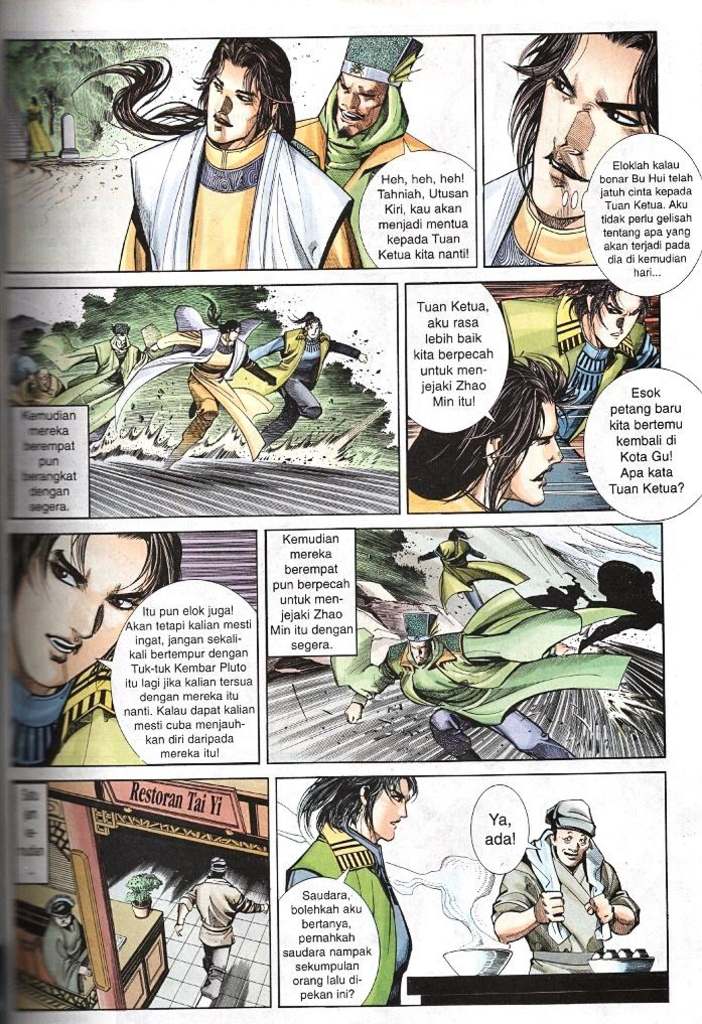 Heh, heh, heh!
Tahniah, Utusan
Kiri, kau akan
menjadi mentua
kepada Tuan
Ketua kita nanti!
Eloklah kalau
benar Bu Hui telah
jatuh cinta kepada
Tuan Ketua. Aku
tidak perlu gelisah
tentang apa yang
akan terjadi pada
dia di kemudian
hari...
Kemudian
mereka
berempat
pun
berangkat
dengan
segera.
Tuan Ketua,
aku rasa
lebih baik
kita berpecah
untuk men-
jejaki Zhao
Min itu!
Esok
petang baru
kita bertemu
kembali di
Kota Gu!
Apa kata
Tuan Ketua?
Itu pun elok juga!
Akan tetapi kalian mesti
ingat, jangan sekali-
kali bertempur dengan
Tuk-tuk Kembar Pluto
itu lagi jika kalian tersua
dengan mereka itu
nanti. Kalau dapat kalian
mesti cuba menjauh-
kan diri daripada
mereka itu!
Kemudian
mereka
berempat
pun berpecah
untuk men-
jejaki Zhao
Min itu dengan
segera.
Satu
jam
ke-
mudian
Restoran Tai Yi
Saudara,
bolehkah aku
bertanya,
pernahkah
saudara nampak
sekumpulan
orang lalu di-
pekan ini?
Ya,
ada!